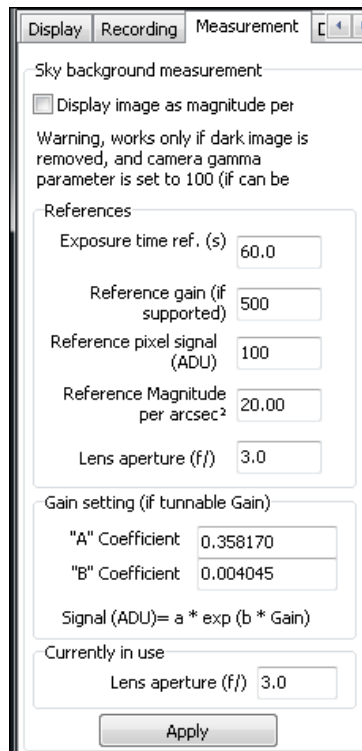 Display Recording Measurement
Sky background measurement
Display image as magnitude per
Warning, works only if dark image is
removed, and camera gamma
parameter is set to 100 (if can be
References
Exposure time ref. (s) 60.0
Reference gain (if
supported) 500
Reference pixel signal
(ADU) 100
Reference Magnitude
per arcsec² 20.00
Lens aperture (f/) 3.0
Gain setting (if tunnable Gain)
"A" Coefficient 0.358170
"B" Coefficient 0.004045
Signal (ADU)= a * exp (b * Gain)
Currently in use
Lens aperture (f/) 3.0
Apply